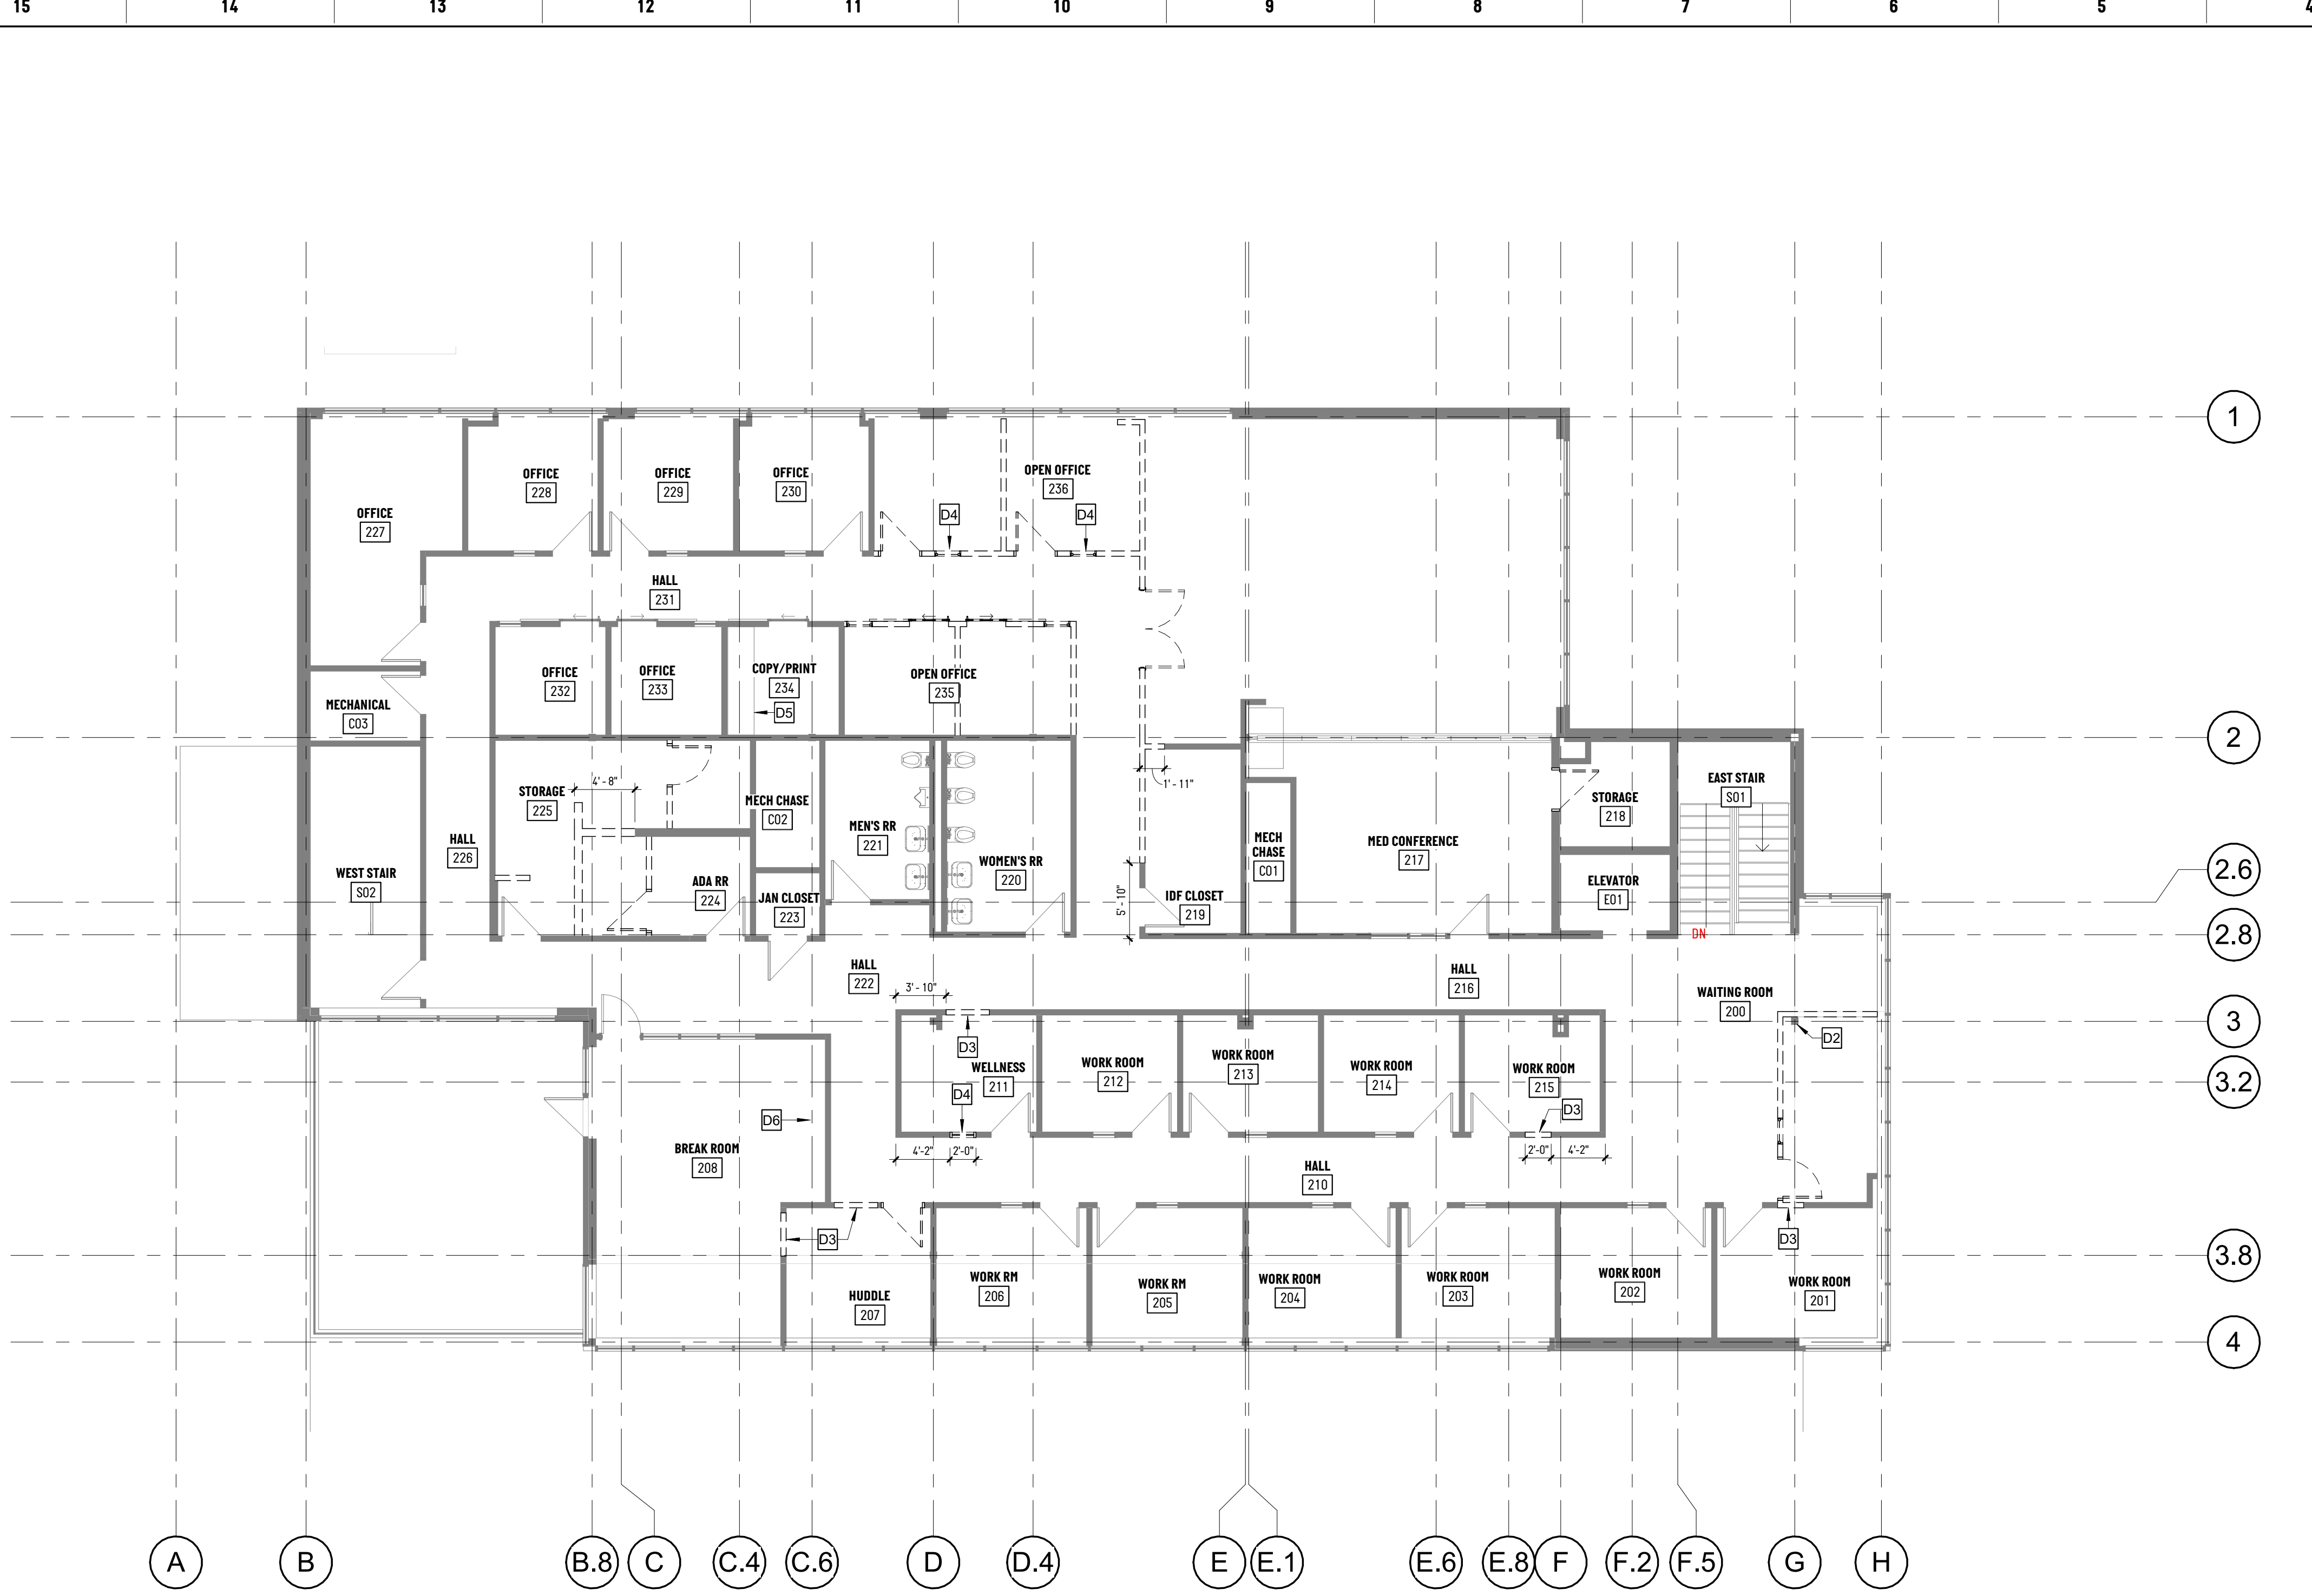 15 14 13 12 11 10 9 8 7 6 5 4
1
OFFICE
228
OFFICE
229
OFFICE
230
OPEN OFFICE
236
OFFICE
227
D4
D4
HALL
231
OFFICE
232
OFFICE
233
COPY/PRINT
234
D5
OPEN OFFICE
235
MECHANICAL
C03
2
4' - 8"
1' - 11"
STORAGE
225
MECH CHASE
C02
MEN'S RR
221
WOMEN'S RR
220
MECH
CHASE
C01
MED CONFERENCE
217
STORAGE
218
EAST STAIR
S01
HALL
226
WEST STAIR
S02
ADA RR
224
JAN CLOSET
223
5' - 10"
IDF CLOSET
219
ELEVATOR
E01
2.6
DN
2.8
HALL
222
3' - 10"
HALL
216
WAITING ROOM
200
3
D3
D2
WELLNESS
211
D4
WORK ROOM
212
WORK ROOM
213
WORK ROOM
214
WORK ROOM
215
D3
3.2
D6
BREAK ROOM
208
4'-2"
2'-0"
2'-0"
4'-2"
HALL
210
D3
D3
3.8
HUDDLE
207
WORK RM
206
WORK RM
205
WORK ROOM
204
WORK ROOM
203
WORK ROOM
202
WORK ROOM
201
4
A B B.8 C C.4 C.6 D D.4 E E.1 E.6 E.8 F F.2 F.5 G H